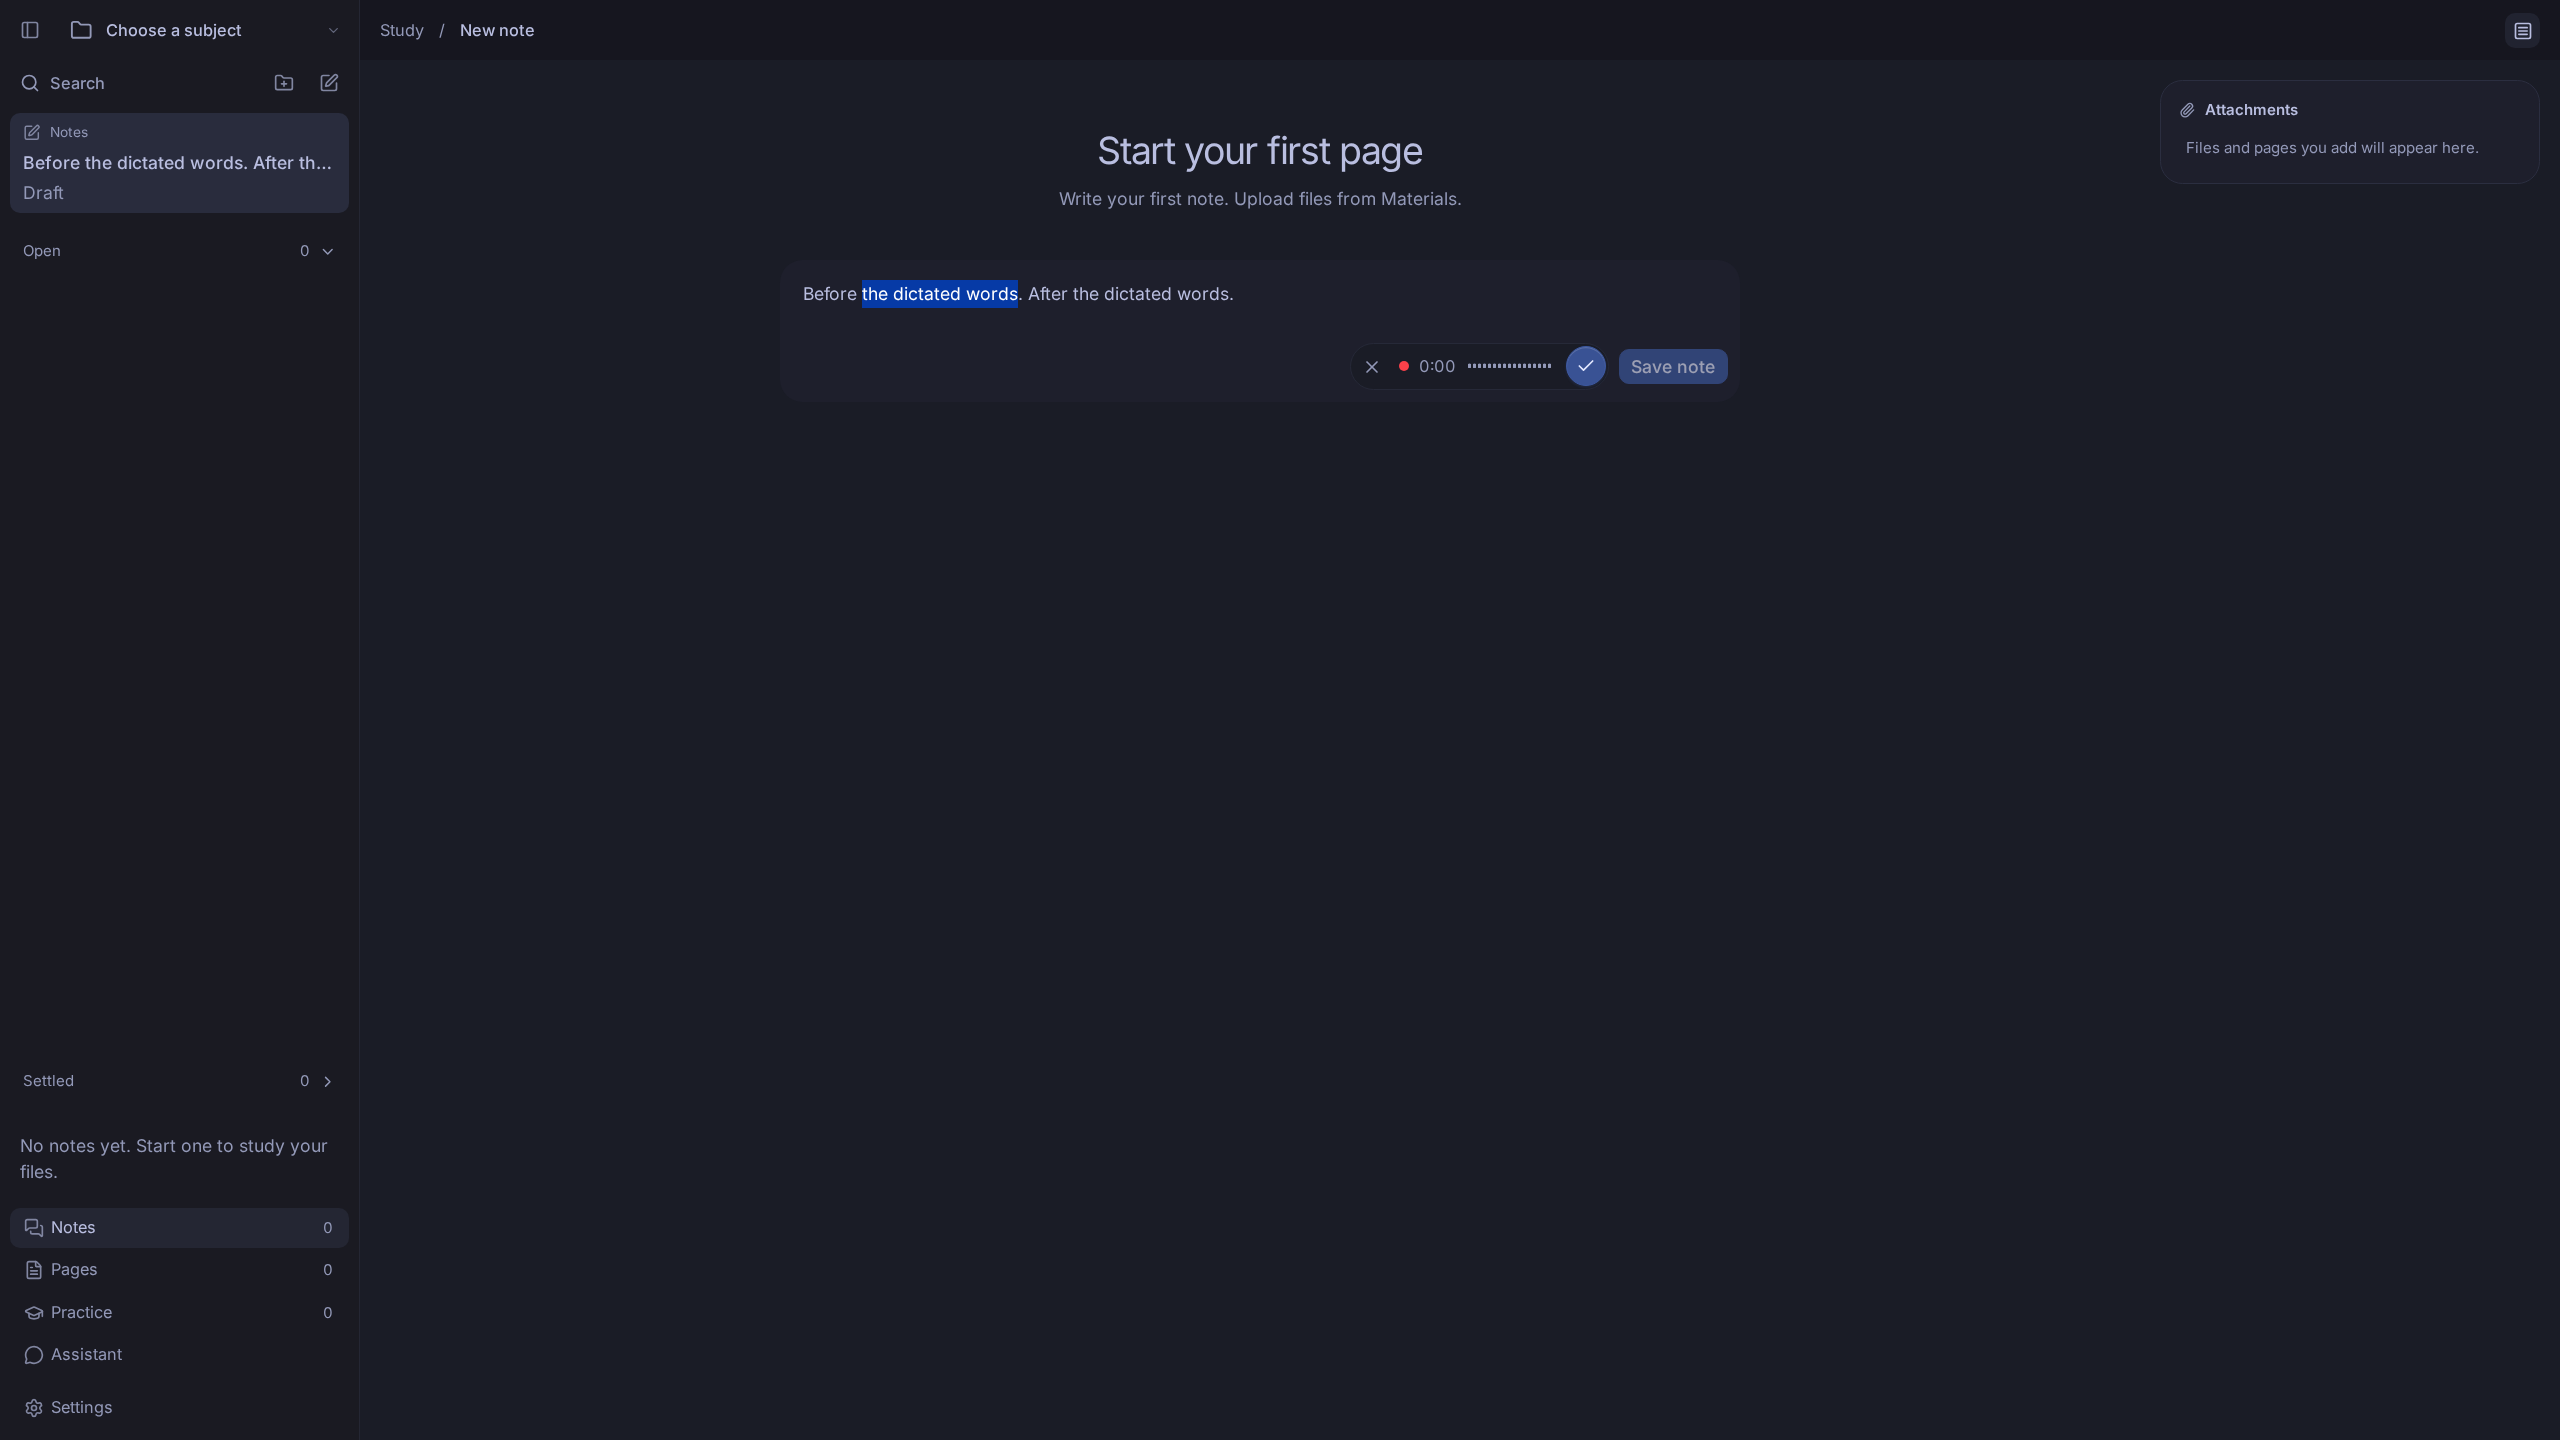 Choose a subject
Search
Notes
Before the dictated words. After th...
Draft
Open 0
Settled 0
No notes yet. Start one to study your
files.
Notes 0
Pages 0
Practice 0
Assistant
Settings
Study / New note
Start your first page
Write your first note. Upload files from Materials.
Before the dictated words. After the dictated words.
0:00 Save note
Attachments
Files and pages you add will appear here.